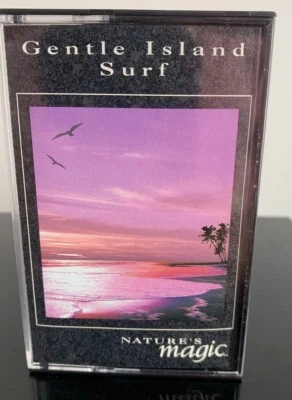 Gentle Island
Surf
NATURE'S
magic